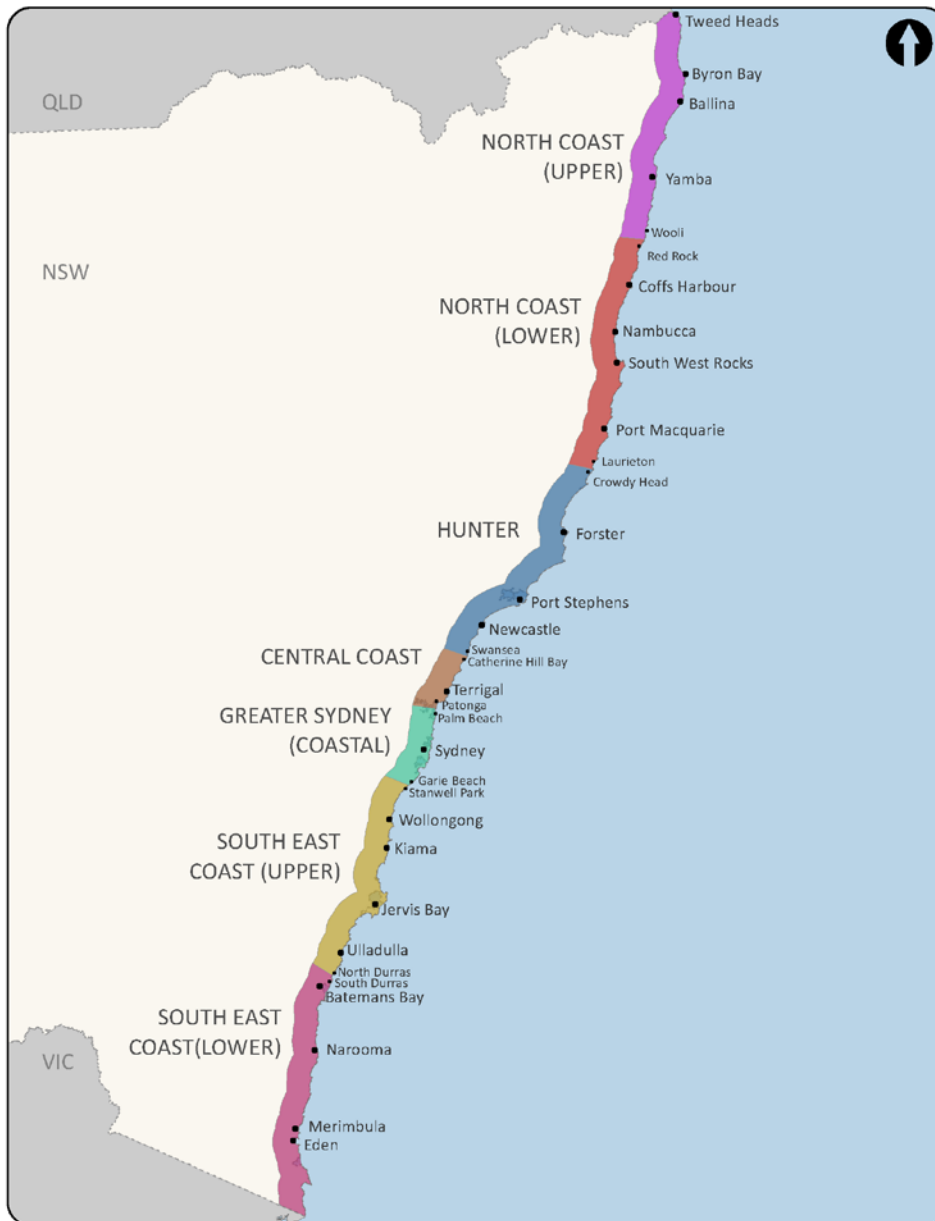 Tweed Heads
Byron Bay
QLD
Ballina
NORTH COAST
(UPPER)
Yamba
Wooli
Red Rock
NSW
Coffs Harbour
NORTH COAST
(LOWER)
Nambucca
South West Rocks
Port Macquarie
Laurieton
Crowdy Head
HUNTER
Forster
Port Stephens
Newcastle
Swansea
CENTRAL COAST
Catherine Hill Bay
Terrigal
Patonga
GREATER SYDNEY
(COASTAL)
Palm Beach
Sydney
Garie Beach
Stanwell Park
Wollongong
SOUTH EAST
COAST (UPPER)
Kiama
Jervis Bay
Ulladulla
North Durras
South Durras
Batemans Bay
SOUTH EAST
COAST(LOWER)
Narooma
VIC
Merimbula
Eden